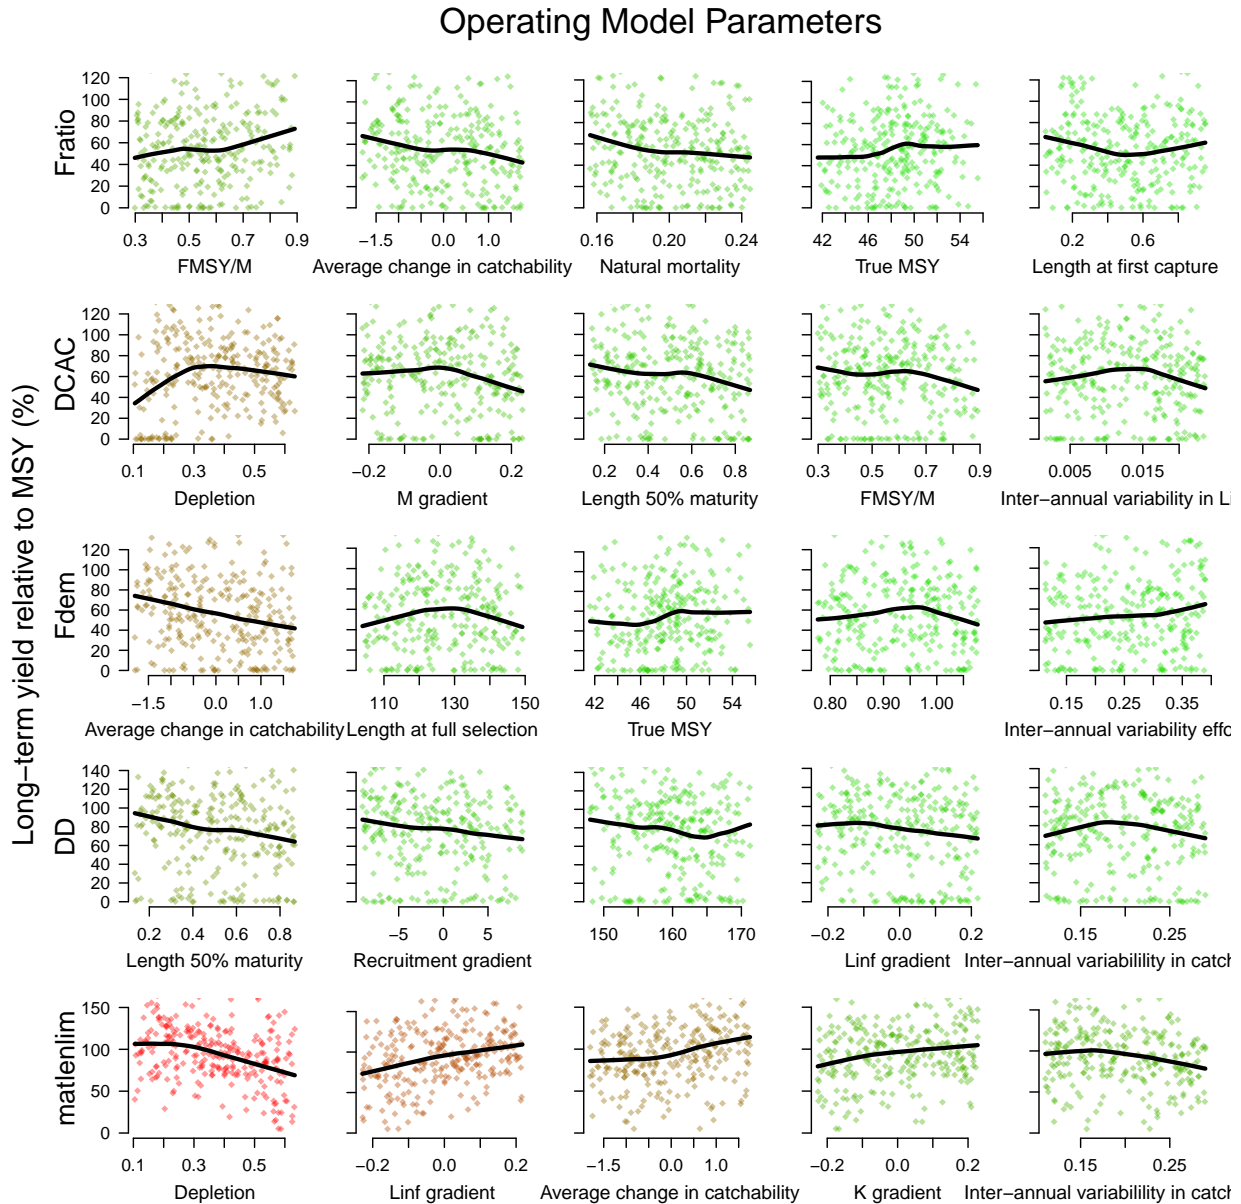 Operating Model Parameters
Long−term yield relative to MSY (%)
Fratio
0 20 40 60 80 100 120
0.3 0.5 0.7 0.9
−1.5 0.0 1.0
0.16 0.20 0.24
42 46 50 54
0.2 0.6
FMSY/M
Average change in catchability
Natural mortality
True MSY
Length at first capture
DCAC
0 20 40 60 80 100 120
0.1 0.3 0.5
−0.2 0.0 0.2
0.2 0.4 0.6 0.8
0.3 0.5 0.7 0.9
0.005 0.015
Depletion
M gradient
Length 50% maturity
FMSY/M
Inter−annual variability in Li
Fdem
0 20 40 60 80 100 120
−1.5 0.0 1.0
110 130 150
42 46 50 54
0.80 0.90 1.00
0.15 0.25 0.35
Average change in catchability
Length at full selection
True MSY
Inter−annual variability effo
DD
0 20 40 60 80 100 120 140
0.2 0.4 0.6 0.8
−5 0 5
150 160 170
−0.2 0.0 0.2
0.15 0.25
Length 50% maturity
Recruitment gradient
Linf gradient
Inter−annual variabililty in catch
matlenlim
0 50 100 150
0.1 0.3 0.5
−0.2 0.0 0.2
−1.5 0.0 1.0
−0.2 0.0 0.2
0.15 0.25
Depletion
Linf gradient
Average change in catchability
K gradient
Inter−annual variabililty in catch